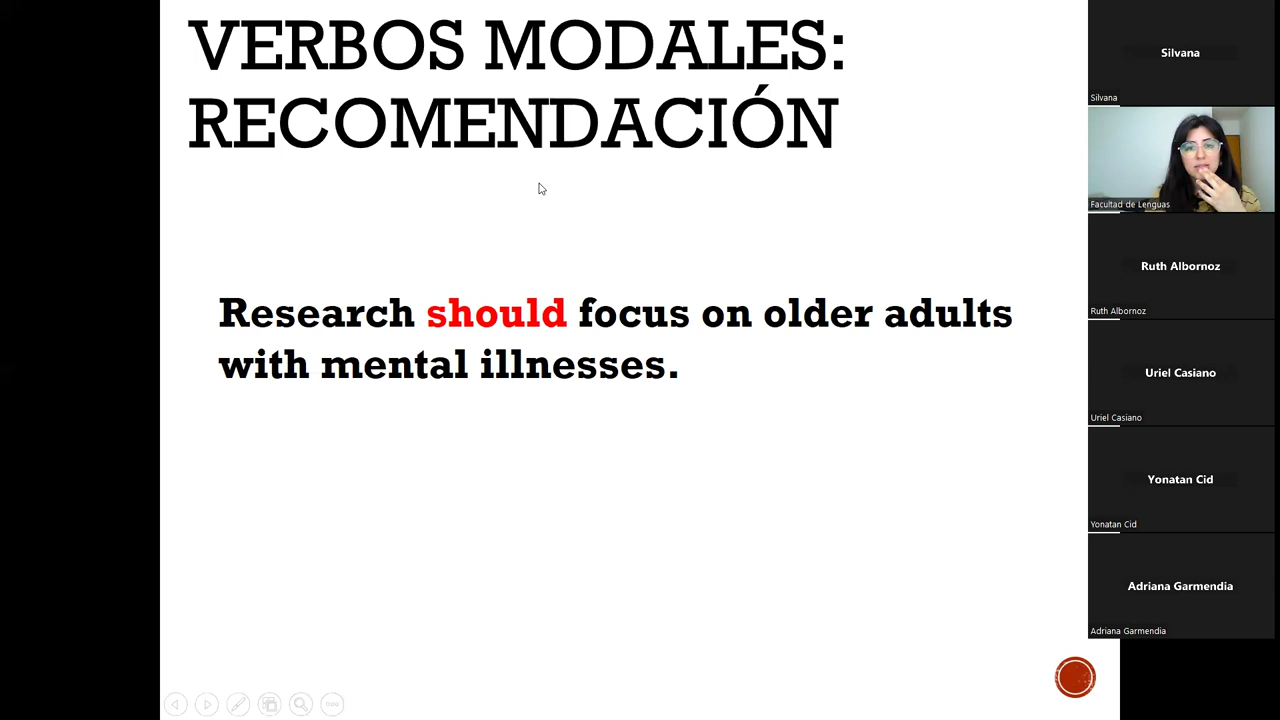 VERBOS MODALES:
RECOMENDACIÓN
Research should focus on older adults
with mental illnesses.
Silvana
Silvana
Facultad de Lenguas
Ruth Albornoz
Ruth Albornoz
Uriel Casiano
Uriel Casiano
Yonatan Cid
Yonatan Cid
Adriana Garmendia
Adriana Garmendia